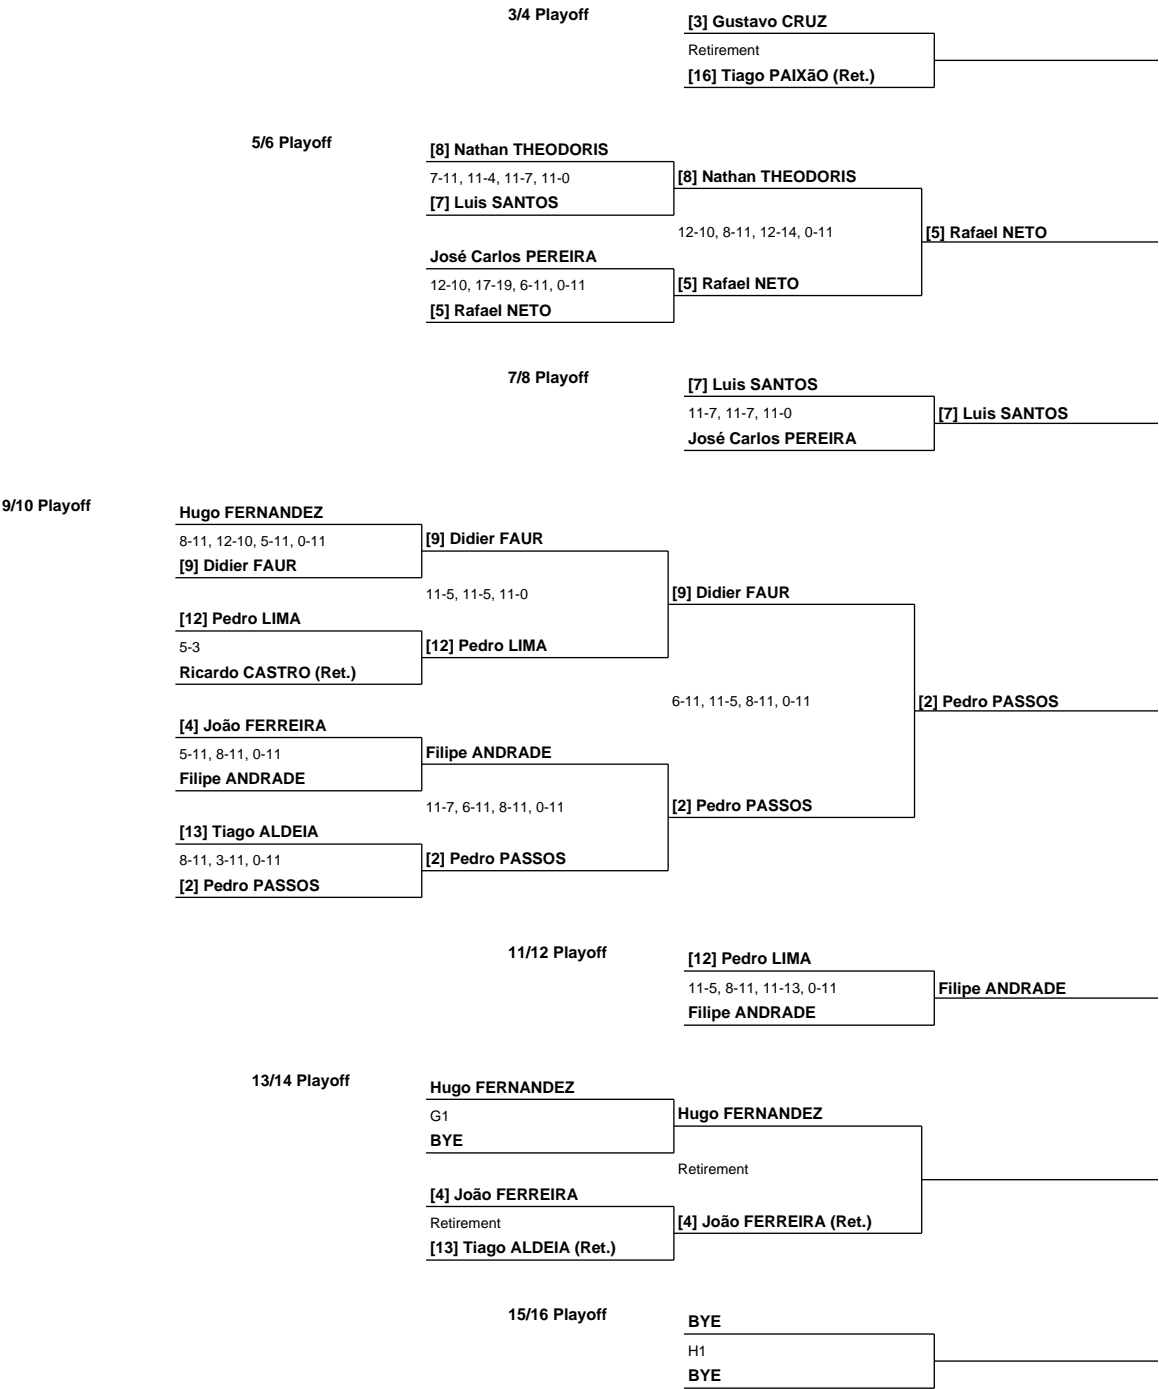 3/4 Playoff
[3] Gustavo CRUZ
Retirement
[16] Tiago PAIXãO (Ret.)
5/6 Playoff
[8] Nathan THEODORIS
7-11, 11-4, 11-7, 11-0
[7] Luis SANTOS
[8] Nathan THEODORIS
12-10, 8-11, 12-14, 0-11
[5] Rafael NETO
José Carlos PEREIRA
12-10, 17-19, 6-11, 0-11
[5] Rafael NETO
[5] Rafael NETO
7/8 Playoff
[7] Luis SANTOS
11-7, 11-7, 11-0
[7] Luis SANTOS
José Carlos PEREIRA
9/10 Playoff
Hugo FERNANDEZ
8-11, 12-10, 5-11, 0-11
[9] Didier FAUR
[9] Didier FAUR
11-5, 11-5, 11-0
[9] Didier FAUR
[12] Pedro LIMA
5-3
[12] Pedro LIMA
Ricardo CASTRO (Ret.)
6-11, 11-5, 8-11, 0-11
[2] Pedro PASSOS
[4] João FERREIRA
5-11, 8-11, 0-11
Filipe ANDRADE
Filipe ANDRADE
11-7, 6-11, 8-11, 0-11
[2] Pedro PASSOS
[13] Tiago ALDEIA
8-11, 3-11, 0-11
[2] Pedro PASSOS
[2] Pedro PASSOS
11/12 Playoff
[12] Pedro LIMA
11-5, 8-11, 11-13, 0-11
Filipe ANDRADE
Filipe ANDRADE
13/14 Playoff
Hugo FERNANDEZ
G1
BYE
Hugo FERNANDEZ
Retirement
[4] João FERREIRA
Retirement
[4] João FERREIRA (Ret.)
[13] Tiago ALDEIA (Ret.)
15/16 Playoff
BYE
H1
BYE